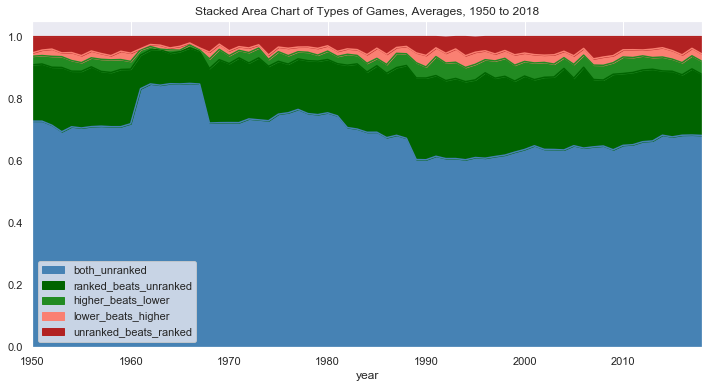 Stacked Area Chart of Types of Games, Averages, 1950 to 2018
1.0
0.8
0.6
0.4
0.2
0.0
both_unranked
ranked_beats_unranked
higher_beats_lower
lower_beats_higher
unranked_beats_ranked
1950 1960 1970 1980 1990 2000 2010
year